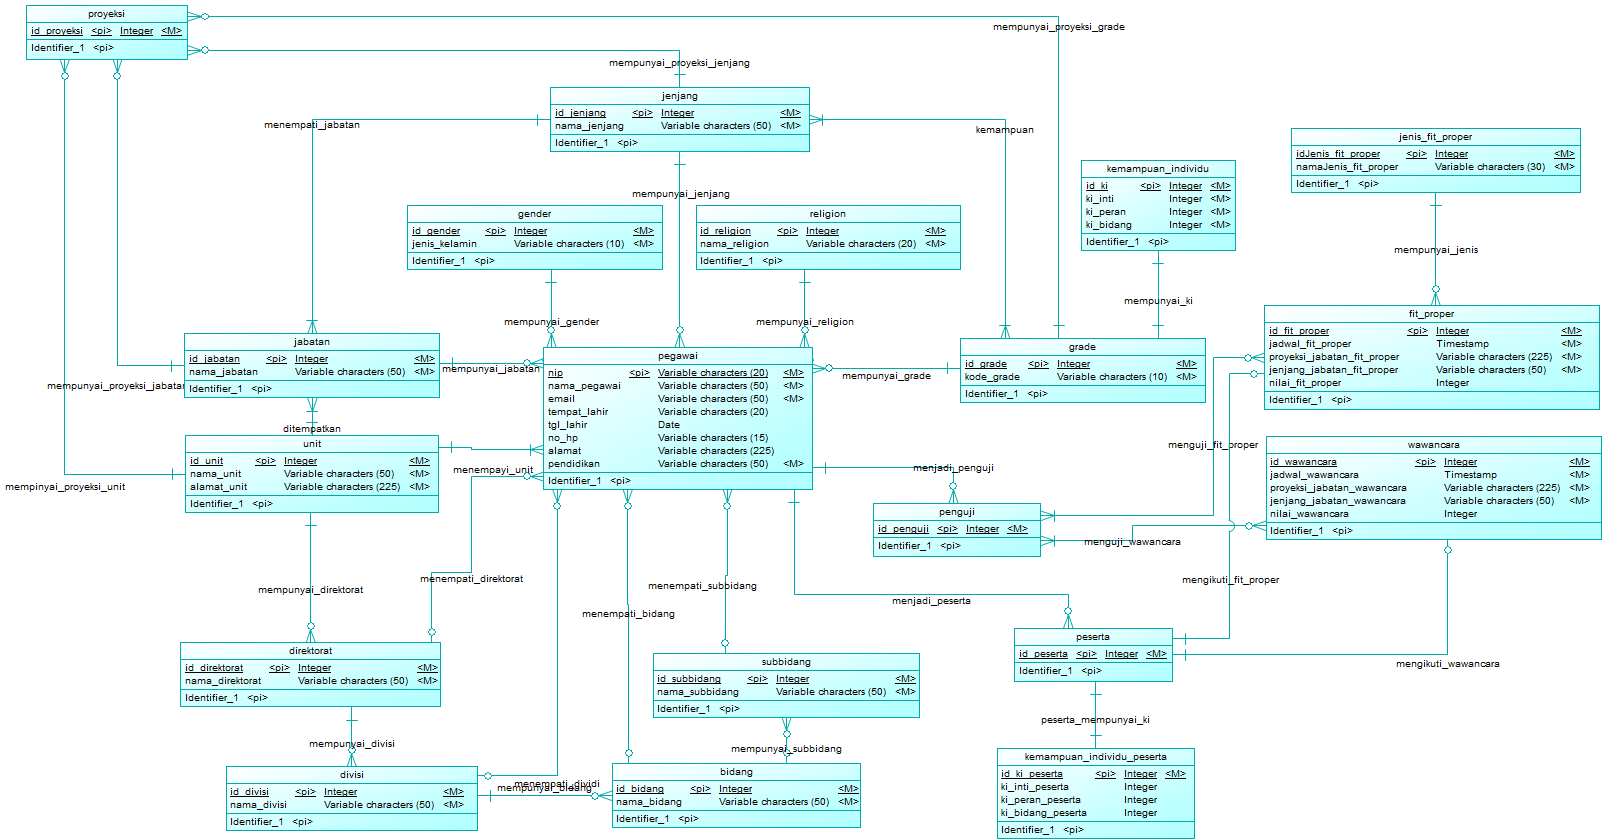 proyeksi
id_proyeksi <pi> Integer <M>
Identifier_1 <pi>
mempunyai_proyeksi_grade
mempunyai_proyeksi_jenjang
jenjang
id_jenjang <pi> Integer <M>
nama_jenjang Variable characters (50) <M>
Identifier_1 <pi>
menempati_jabatan
kemampuan
jenis_fit_proper
idJenis_fit_proper <pi> Integer <M>
namaJenis_fit_proper Variable characters (30) <M>
Identifier_1 <pi>
kemampuan_individu
id_ki <pi> Integer <M>
ki_inti Integer <M>
ki_peran Integer <M>
ki_bidang Integer <M>
Identifier_1 <pi>
mempunyai_jenjang
gender
id_gender <pi> Integer <M>
jenis_kelamin Variable characters (10) <M>
Identifier_1 <pi>
religion
id_religion <pi> Integer <M>
nama_religion Variable characters (20) <M>
Identifier_1 <pi>
mempunyai_jenis
mempunyai_ki
mempunyai_gender
mempunyai_religion
fit_proper
id_fit_proper <pi> Integer <M>
jadwal_fit_proper Timestamp <M>
proyeksi_jabatan_fit_proper Variable characters (225) <M>
jenjang_jabatan_fit_proper Variable characters (50) <M>
nilai_fit_proper Integer
Identifier_1 <pi>
jabatan
id_jabatan <pi> Integer <M>
nama_jabatan Variable characters (50) <M>
Identifier_1 <pi>
mempunyai_jabatan
pegawai
nip <pi> Variable characters (20) <M>
nama_pegawai Variable characters (50) <M>
email Variable characters (50) <M>
tempat_lahir Variable characters (20)
tgl_lahir Date
no_hp Variable characters (15)
alamat Variable characters (225)
pendidikan Variable characters (50) <M>
Identifier_1 <pi>
mempunyai_grade
grade
id_grade <pi> Integer <M>
kode_grade Variable characters (10) <M>
Identifier_1 <pi>
mempunyai_proyeksi_jabatan
ditempatkan
unit
id_unit <pi> Integer <M>
nama_unit Variable characters (50) <M>
alamat_unit Variable characters (225) <M>
Identifier_1 <pi>
mempinyai_proyeksi_unit
menempayi_unit
menjadi_penguji
menguji_fit_proper
wawancara
id_wawancara <pi> Integer <M>
jadwal_wawancara Timestamp <M>
proyeksi_jabatan_wawancara Variable characters (225) <M>
jenjang_jabatan_wawancara Variable characters (50) <M>
nilai_wawancara Integer
Identifier_1 <pi>
penguji
id_penguji <pi> Integer <M>
Identifier_1 <pi>
menguji_wawancara
mempunyai_direktorat
menempati_direktorat
menempati_subbidang
menempati_bidang
menjadi_peserta
mengikuti_fit_proper
direktorat
id_direktorat <pi> Integer <M>
nama_direktorat Variable characters (50) <M>
Identifier_1 <pi>
subbidang
id_subbidang <pi> Integer <M>
nama_subbidang Variable characters (50) <M>
Identifier_1 <pi>
peserta
id_peserta <pi> Integer <M>
Identifier_1 <pi>
mengikuti_wawancara
mempunyai_divisi
mempunyai_subbidang
peserta_mempunyai_ki
divisi
id_divisi <pi> Integer <M>
nama_divisi Variable characters (50) <M>
Identifier_1 <pi>
menempati_dividi
mempunyai_bidang
bidang
id_bidang <pi> Integer <M>
nama_bidang Variable characters (50) <M>
Identifier_1 <pi>
kemampuan_individu_peserta
id_ki_peserta <pi> Integer <M>
ki_inti_peserta Integer
ki_peran_peserta Integer
ki_bidang_peserta Integer
Identifier_1 <pi>